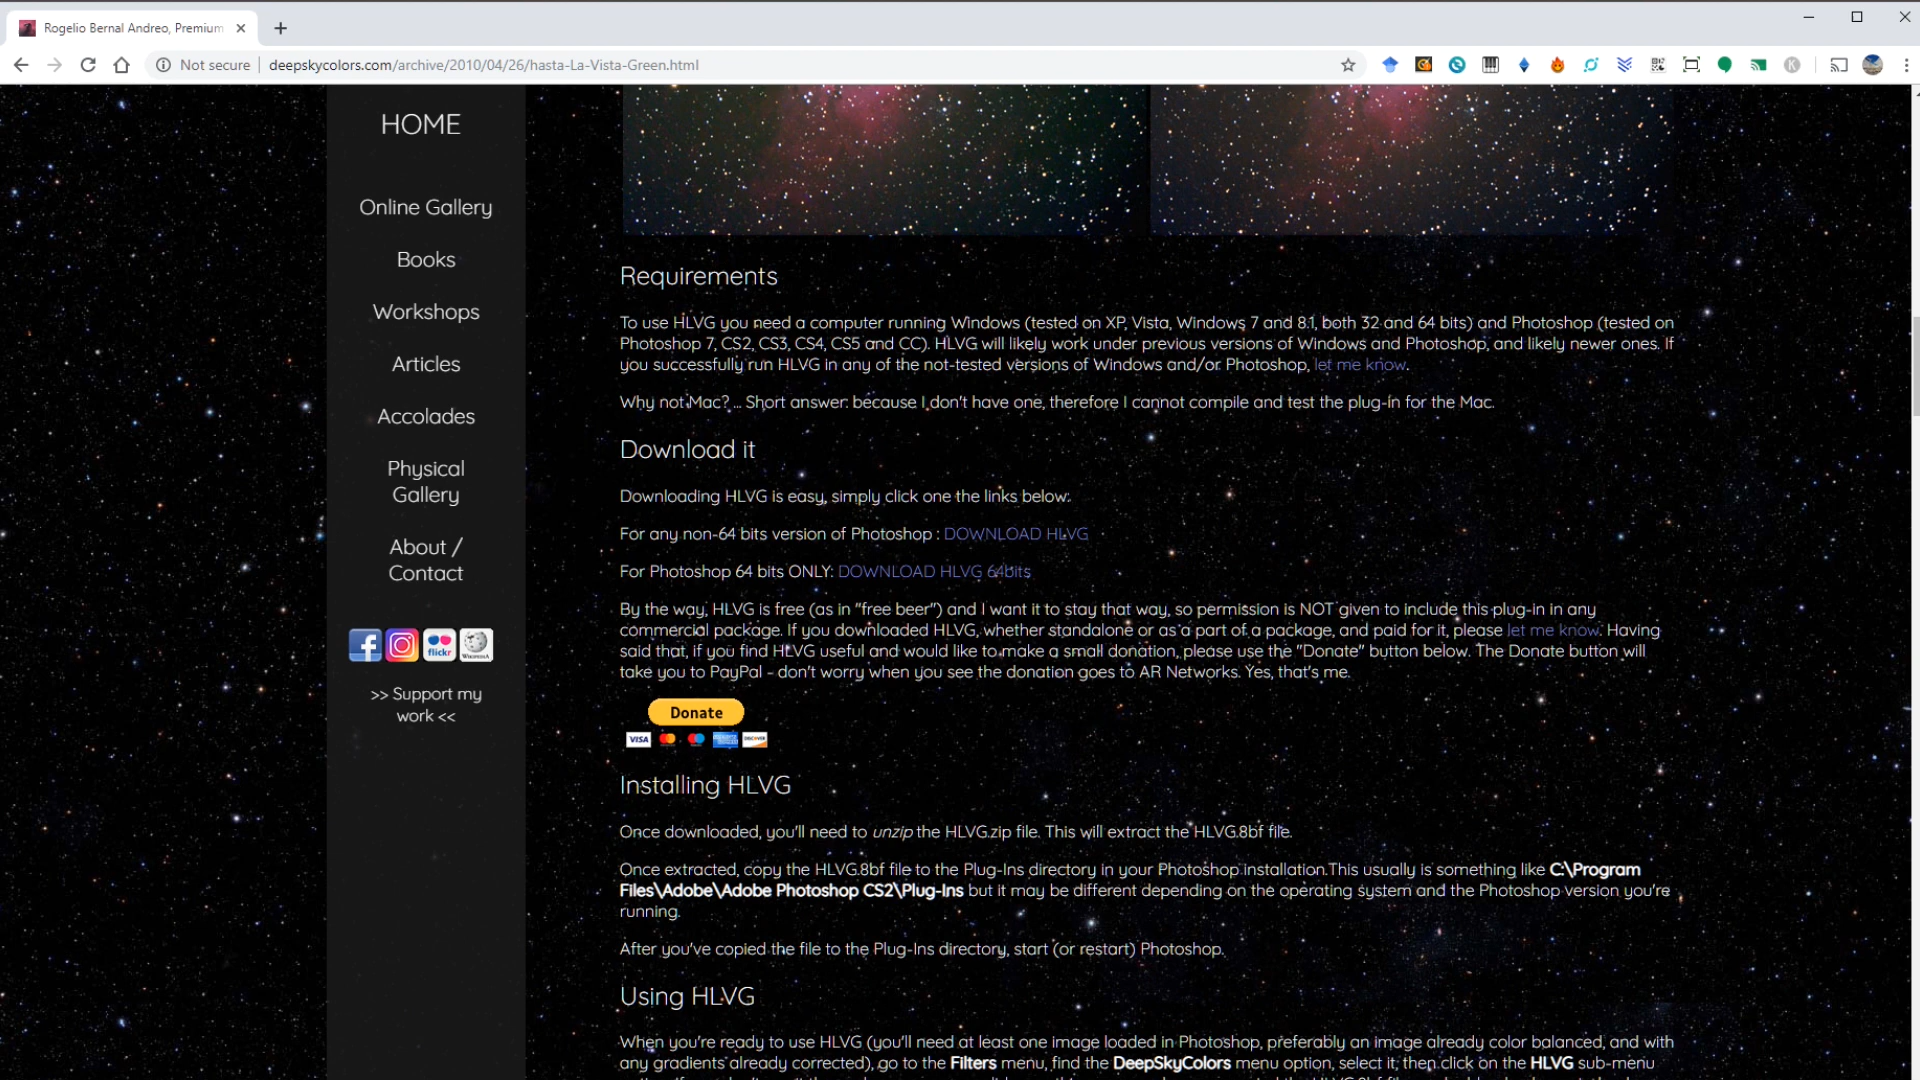 Rogelio Bernal Andreo, Premium
Not secure
deepskycolors.com/archive/2010/04/26/hasta-La-Vista-Green.html
HOME
Online Gallery
Books
Workshops
Articles
Accolades
Physical
Gallery
About /
Contact
flickr
WIKIPEDIA
>> Support my
work <<
Requirements
To use HLVG you need a computer running Windows (tested on XP, Vista, Windows 7 and 8.1, both 32 and 64 bits) and Photoshop (tested on
Photoshop 7, CS2, CS3, CS4, CS5 and CC). HLVG will likely work under previous versions of Windows and Photoshop, and likely newer ones. If
you successfully run HLVG in any of the not-tested versions of Windows and/or Photoshop, let me know.
Why not Mac? ... Short answer: because I don't have one, therefore I cannot compile and test the plug-in for the Mac.
Download it
Downloading HLVG is easy, simply click one the links below:
For any non-64 bits version of Photoshop : DOWNLOAD HLVG
For Photoshop 64 bits ONLY: DOWNLOAD HLVG 64bits
By the way, HLVG is free (as in "free beer") and I want it to stay that way, so permission is NOT given to include this plug-in in any
commercial package. If you downloaded HLVG, whether standalone or as a part of a package, and paid for it, please let me know. Having
said that, if you find HLVG useful and would like to make a small donation, please use the "Donate" button below. The Donate button will
take you to PayPal - don't worry when you see the donation goes to AR Networks. Yes, that's me.
Donate
VISA
DISCOVER
Installing HLVG
Once downloaded, you'll need to unzip the HLVG.zip file. This will extract the HLVG.8bf file.
Once extracted, copy the HLVG.8bf file to the Plug-Ins directory in your Photoshop installation.This usually is something like C:\Program
Files\Adobe\Adobe Photoshop CS2\Plug-Ins but it may be different depending on the operating system and the Photoshop version you're
running.
After you've copied the file to the Plug-Ins directory, start (or restart) Photoshop.
Using HLVG
When you're ready to use HLVG (you'll need at least one image loaded in Photoshop, preferably an image already color balanced, and with
any gradients already corrected), go to the Filters menu, find the DeepSkyColors menu option, select it, then click on the HLVG sub-menu